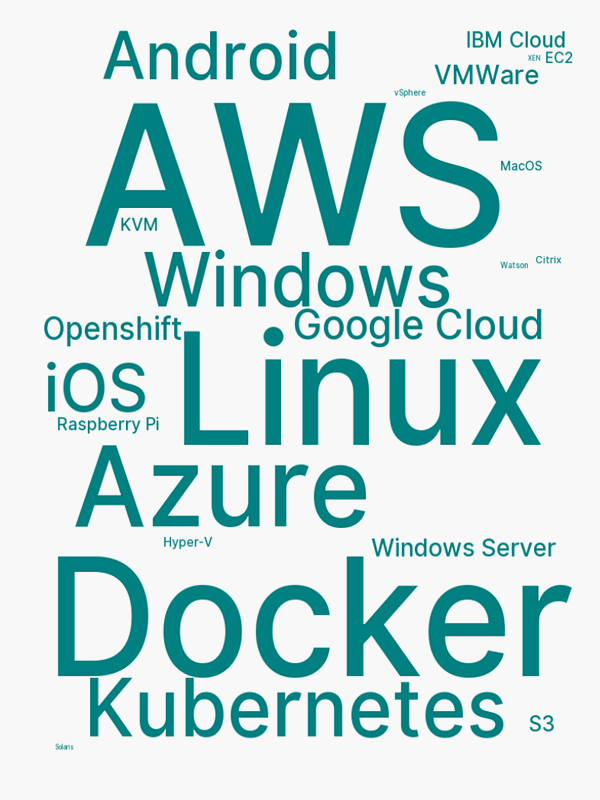 Android
IBM Cloud
XEN
EC2
VMWare
vSphere
AWS
MacOS
KVM
Windows
Citrix
Watson
Openshift
Google Cloud
Linux
iOS
Raspberry Pi
Azure
Hyper-V
Windows Server
Docker
Kubernetes
S3
Solaris